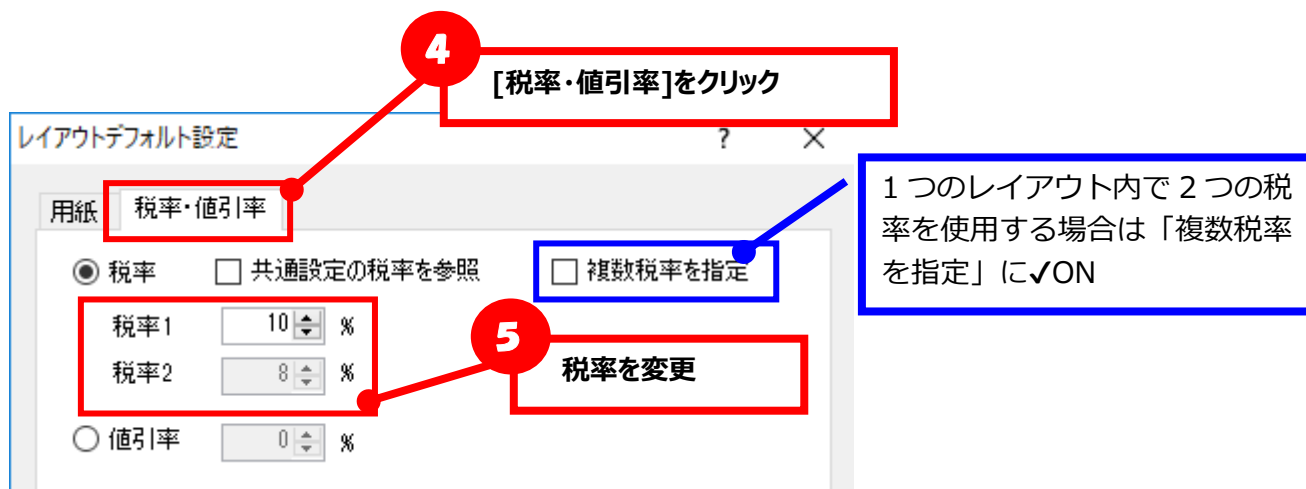 4
[税率・値引率]をクリック
レイアウトデフォルト設定 ? ×
用紙 税率・値引率
1つのレイアウト内で2つの税
率を使用する場合は「複数税率
を指定」に✔ON
税率 共通設定の税率を参照 複数税率を指定
税率1 10 %
税率2 8 %
5
税率を変更
値引率 0 %